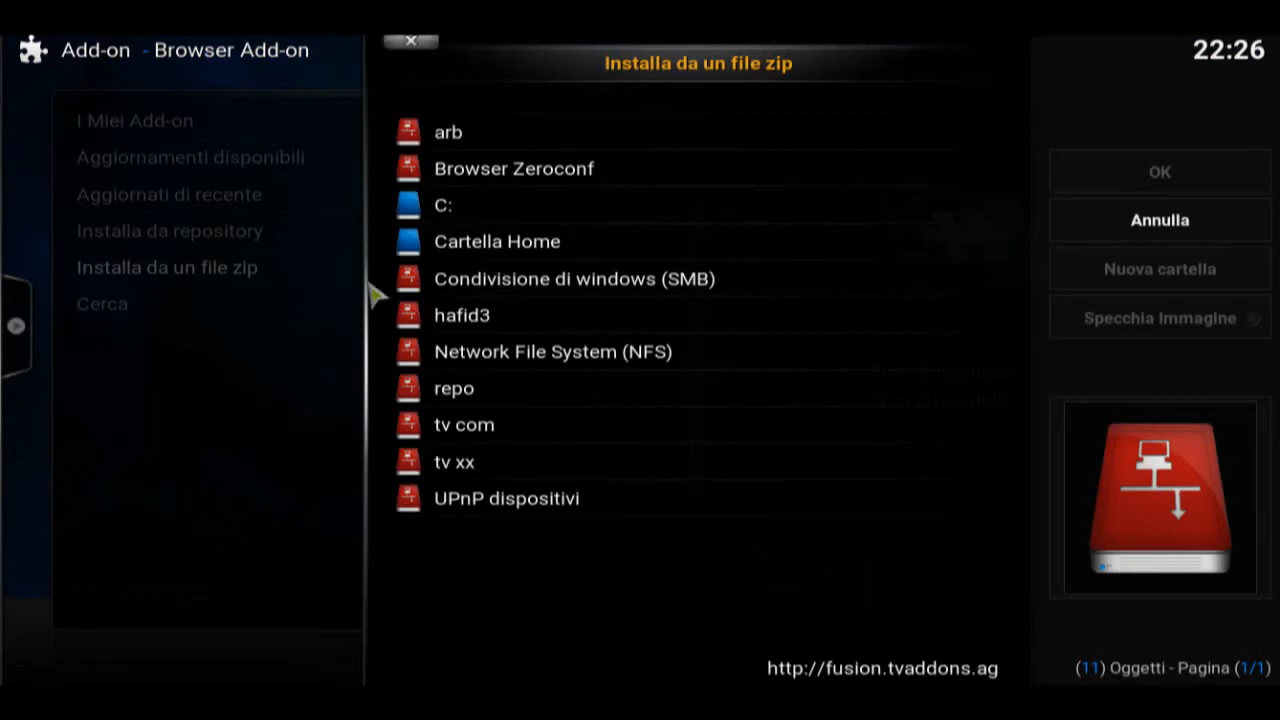 Add-on - Browser Add-on
22:26
I Miei Add-on
Aggiornamenti disponibili
Aggiornati di recente
Installa da repository
Installa da un file zip
Cerca
Installa da un file zip
arb
Browser Zeroconf
C:
Cartella Home
Condivisione di windows (SMB)
hafid3
Network File System (NFS)
repo
tv com
tv xx
UPnP dispositivi
http://fusion.tvaddons.ag
OK
Annulla
Nuova cartella
Specchia Immagine
(11) Oggetti - Pagina (1/1)